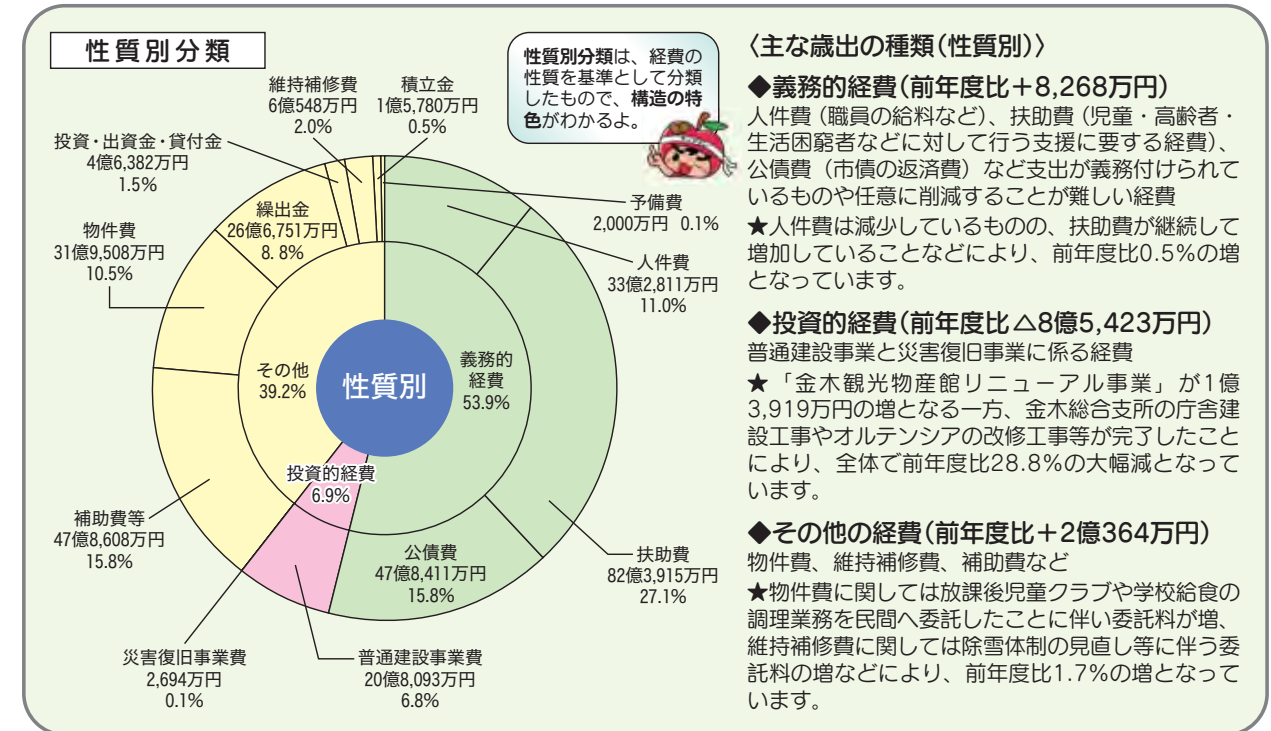 性質別分類
性質別分類は、経費の
性質を基準として分類
したもので、構造の特
色がわかるよ。
維持補修費
6億548万円
2.0%
積立金
1億5,780万円
0.5%
投資・出資金・貸付金
4億6,382万円
1.5%
繰出金
26億6,751万円
8.8%
物件費
31億9,508万円
10.5%
予備費
2,000万円 0.1%
人件費
33億2,811万円
11.0%
その他
39.2%
性質別
義務的
経費
53.9%
投資的経費
6.9%
補助費等
47億8,608万円
15.8%
公債費
47億8,411万円
15.8%
扶助費
82億3,915万円
27.1%
災害復旧事業費
2,694万円
0.1%
普通建設事業費
20億8,093万円
6.8%
〈主な歳出の種類(性質別)〉
◆義務的経費(前年度比+8,268万円)
人件費(職員の給料など)、扶助費(児童・高齢者・
生活困窮者などに対して行う支援に要する経費)、
公債費(市債の返済費)など支出が義務付けられて
いるものや任意に削減することが難しい経費
★人件費は減少しているものの、扶助費が継続して
増加していることなどにより、前年度比0.5%の増
となっています。
◆投資的経費(前年度比△8億5,423万円)
普通建設事業と災害復旧事業に係る経費
★「金木観光物産館リニューアル事業」が1億
3,919万円の増となる一方、金木総合支所の庁舎建
設工事やオルテンシアの改修工事等が完了したこと
により、全体で前年度比28.8%の大幅減となって
います。
◆その他の経費(前年度比+2億364万円)
物件費、維持補修費、補助費など
★物件費に関しては放課後児童クラブや学校給食の
調理業務を民間へ委託したことに伴い委託料が増、
維持補修費に関しては除雪体制の見直し等に伴う委
託料の増などにより、前年度比1.7%の増となって
います。